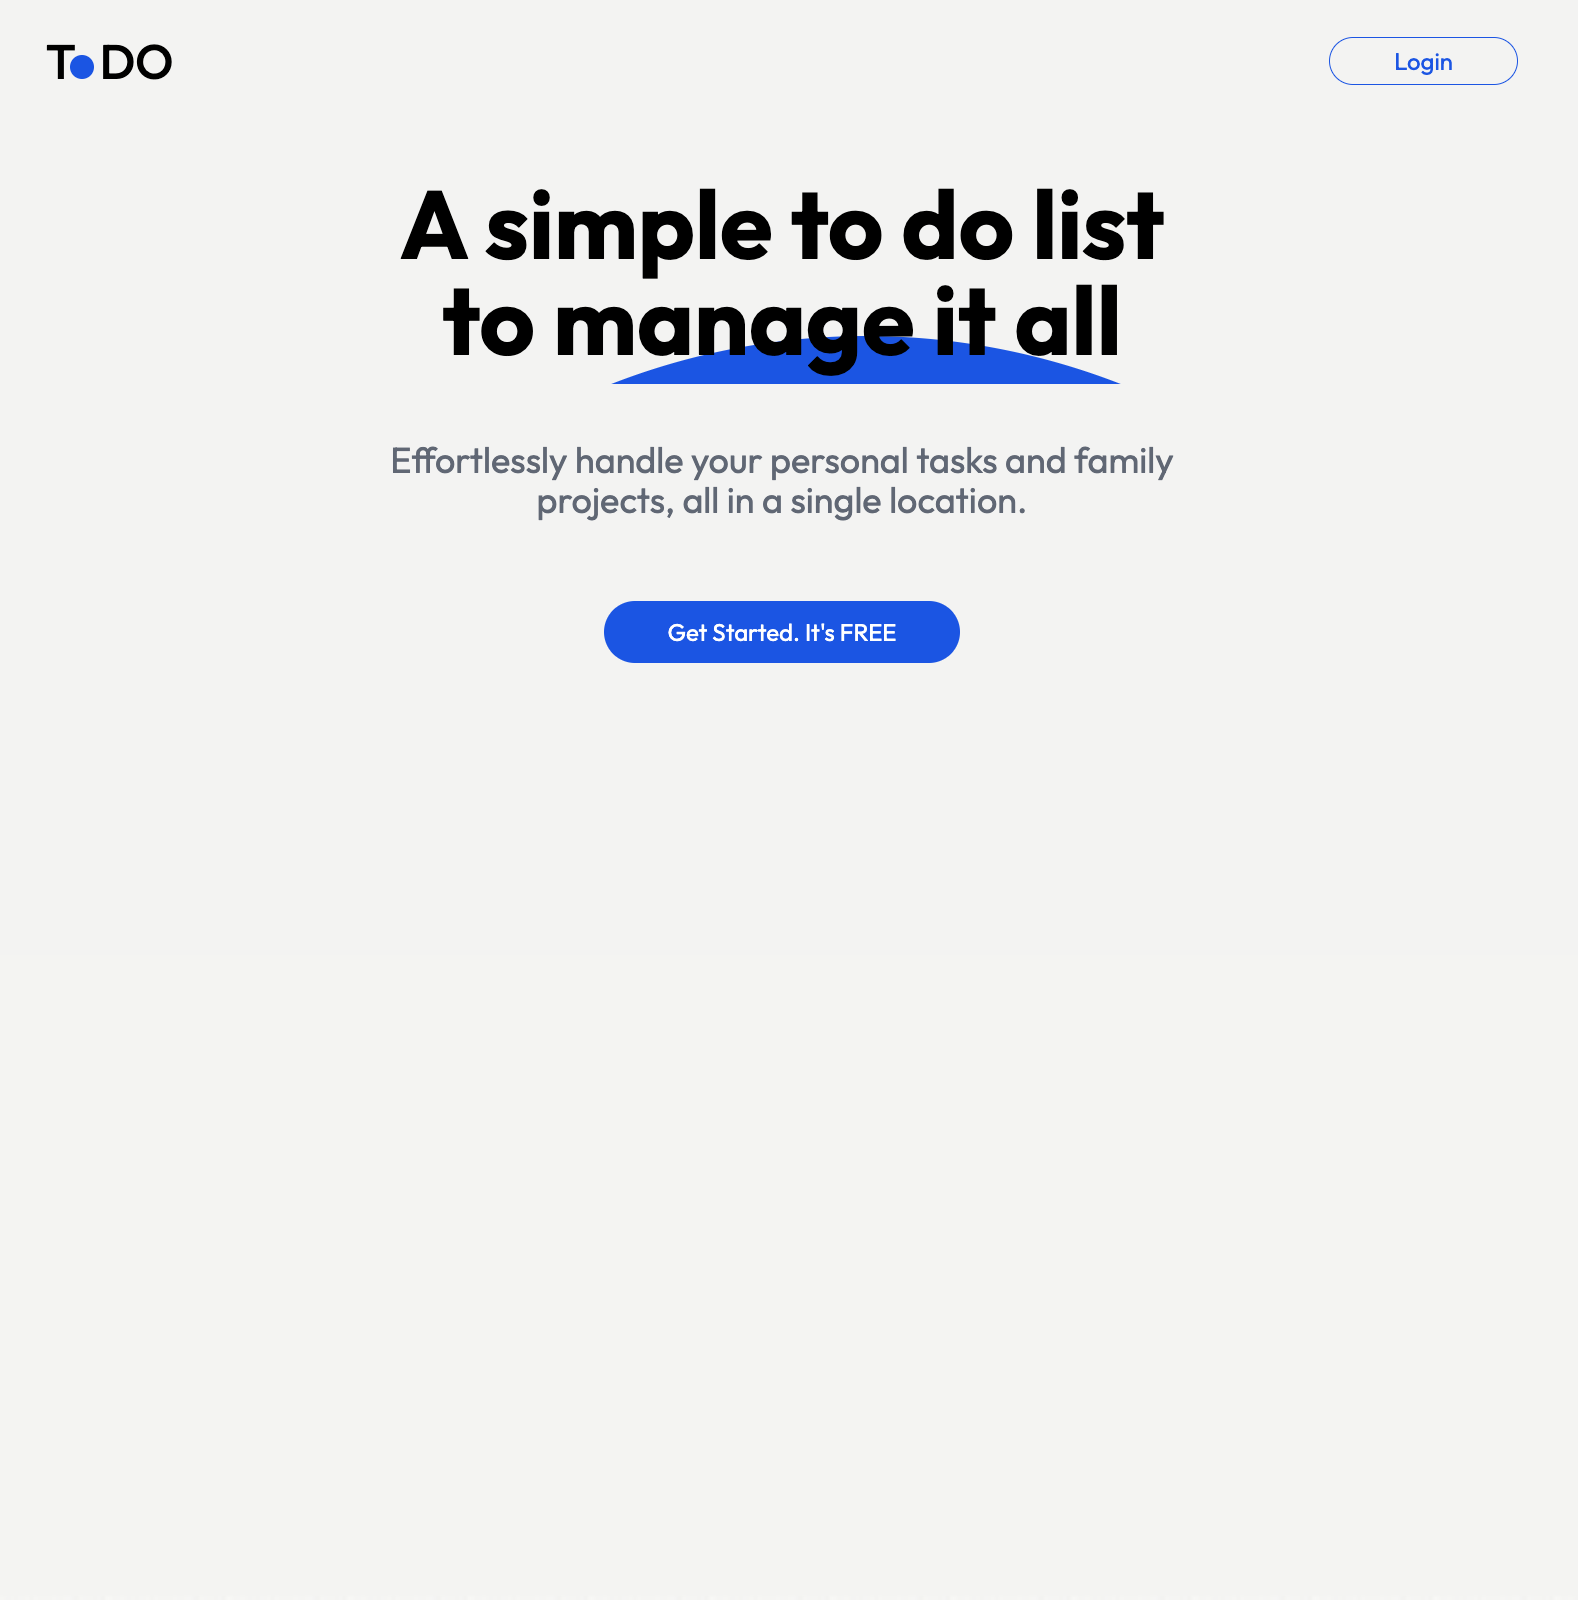 ToDO
Login
A simple to do list
to manage it all
Effortlessly handle your personal tasks and family
projects, all in a single location.
Get Started. It's FREE